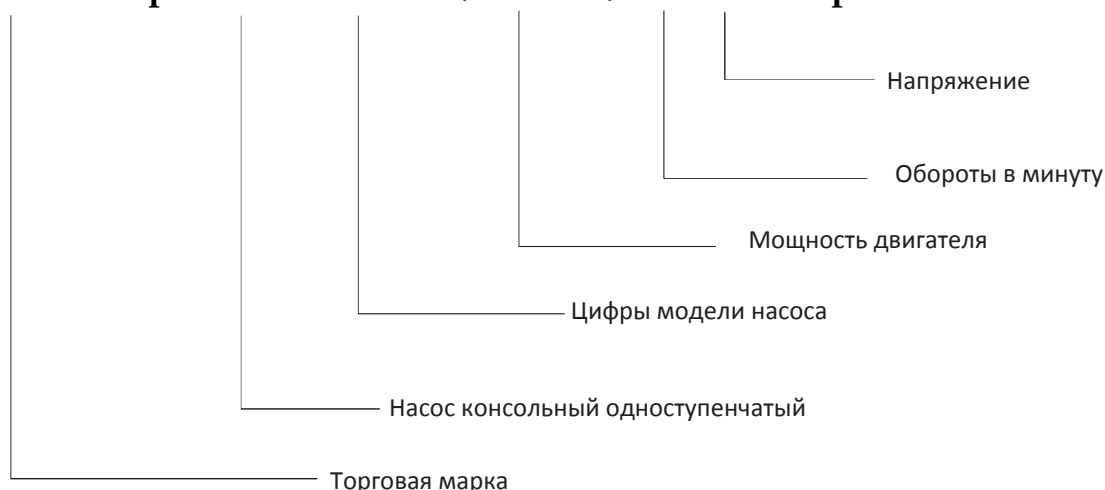 Напряжение
Обороты в минуту
Мощность двигателя
Цифры модели насоса
Насос консольный одноступенчатый
Торговая марка